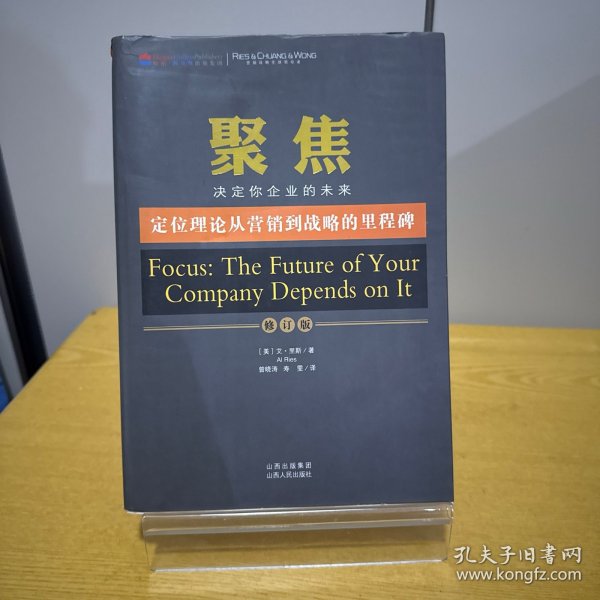 RIES & CHUANG & WONG
聚焦
决定你企业的未来
定位理论从营销到战略的里程碑
Focus: The Future of Your
Company Depends on It
修订版
[美] 艾·里斯/著
Al Ries
曾晓涛 寿 雯/译
山西出版集团
山西人民出版社
孔夫子旧书网
www.kongfz.com